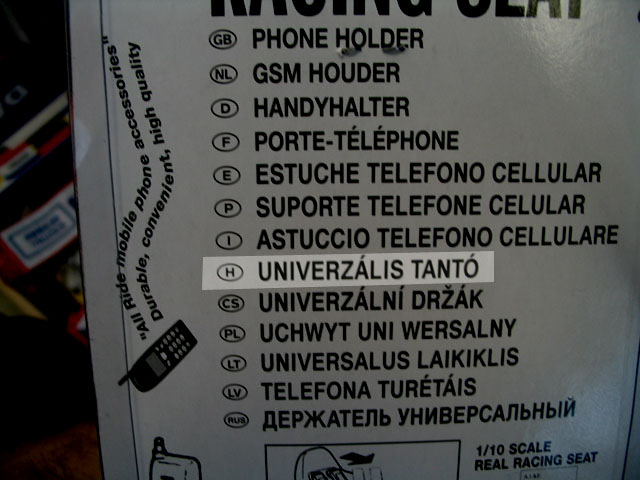 RACING SEAT
GB PHONE HOLDER
NL GSM HOUDER
D HANDYHALTER
F PORTE-TÉLÉPHONE
E ESTUCHE TELEFONO CELLULAR
P SUPORTE TELEFONE CELULAR
I ASTUCCIO TELEFONO CELLULARE
H UNIVERZÁLIS TANTÓ
CS UNIVERZÁLNÍ DRŽÁK
PL UCHWYT UNI WERSALNY
LT UNIVERSALUS LAIKIKLIS
LV TELEFONA TURÉTÁIS
RUS ДЕРЖАТЕЛЬ УНИВЕРСАЛЬНЫЙ
"All Ride mobile phone accessories"
Durable, convenient, high quality
1/10 SCALE
REAL RACING SEAT